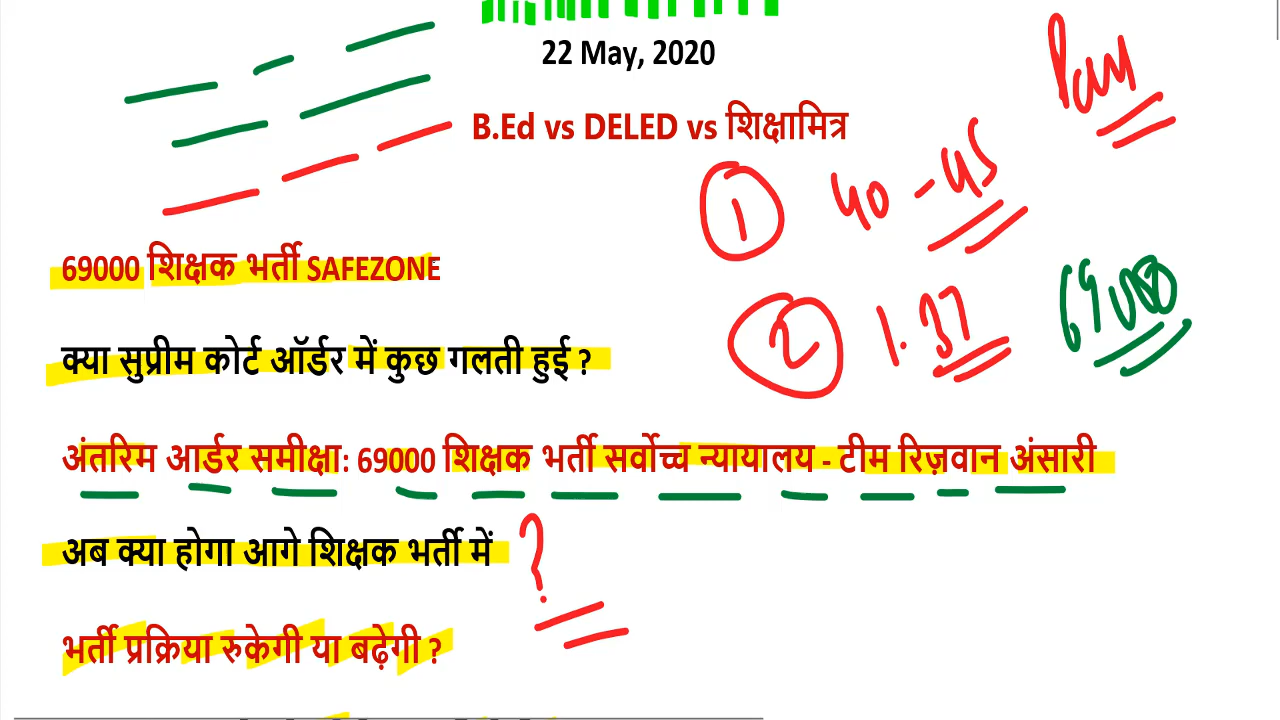 22 May, 2020
B.Ed vs DELED vs शिक्षामित्र
1 40-45
69000 शिक्षक भर्ती SAFEZONE
2 1.37 69000
क्या सुप्रीम कोर्ट ऑर्डर में कुछ गलती हुई ?
अंतरिम आर्डर समीक्षा: 69000 शिक्षक भर्ती सर्वोच्च न्यायालय - टीम रिज़वान अंसारी
अब क्या होगा आगे शिक्षक भर्ती में ?
भर्ती प्रक्रिया रुकेगी या बढ़ेगी ?